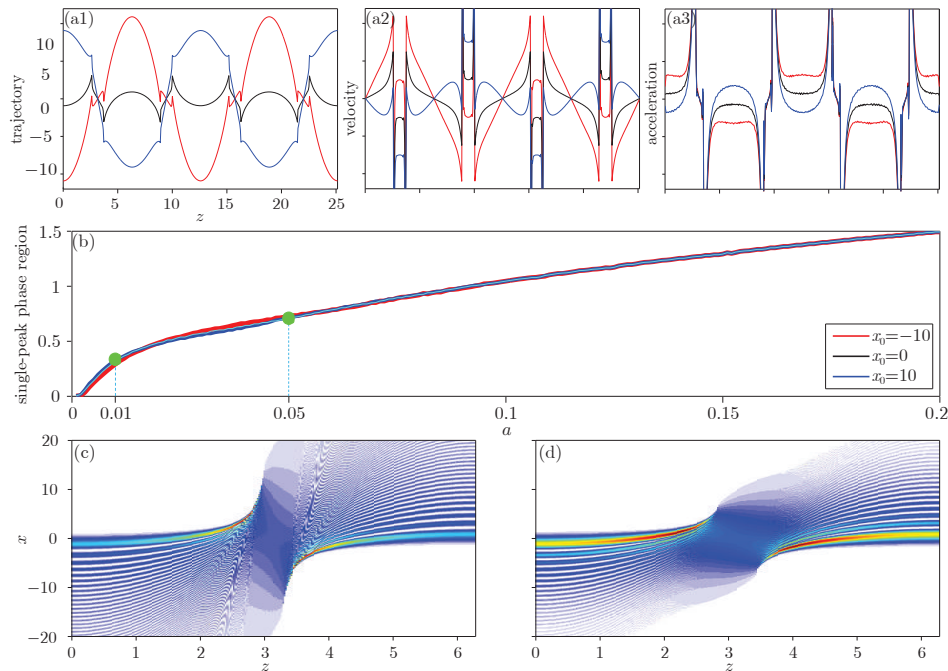 (a1)
(a2)
(a3)
trajectory
10
5
0
−5
−10
0
5
10
15
20
25
z
velocity
acceleration
(b)
single-peak phase region
1.5
1
0.5
0
0
0.01
0.05
0.1
0.15
0.2
a
x₀=−10
x₀=0
x₀=10
(c)
(d)
x
20
10
0
−10
−20
0
1
2
3
4
5
6
z
0
1
2
3
4
5
6
z